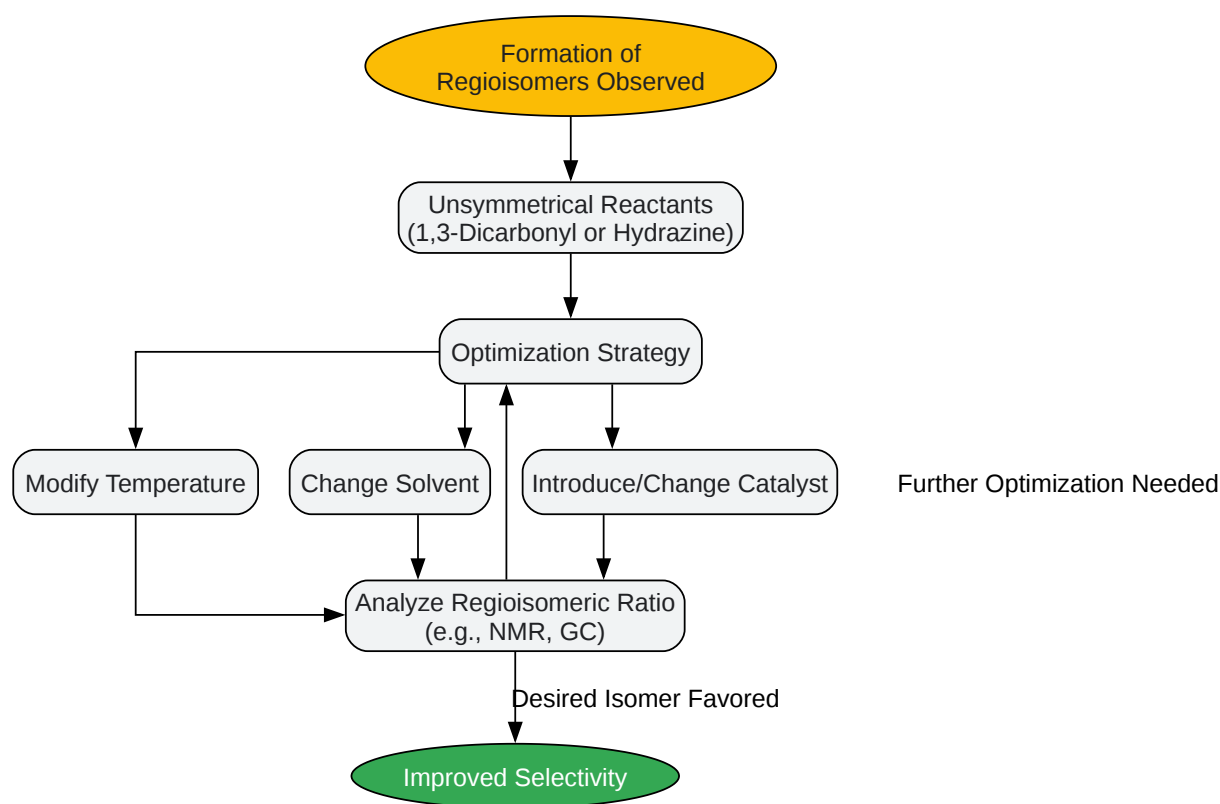 Formation of
Regioisomers Observed
Unsymmetrical Reactants
(1,3-Dicarbonyl or Hydrazine)
Optimization Strategy
Modify Temperature
Change Solvent
Introduce/Change Catalyst
Further Optimization Needed
Analyze Regioisomeric Ratio
(e.g., NMR, GC)
Desired Isomer Favored
Improved Selectivity